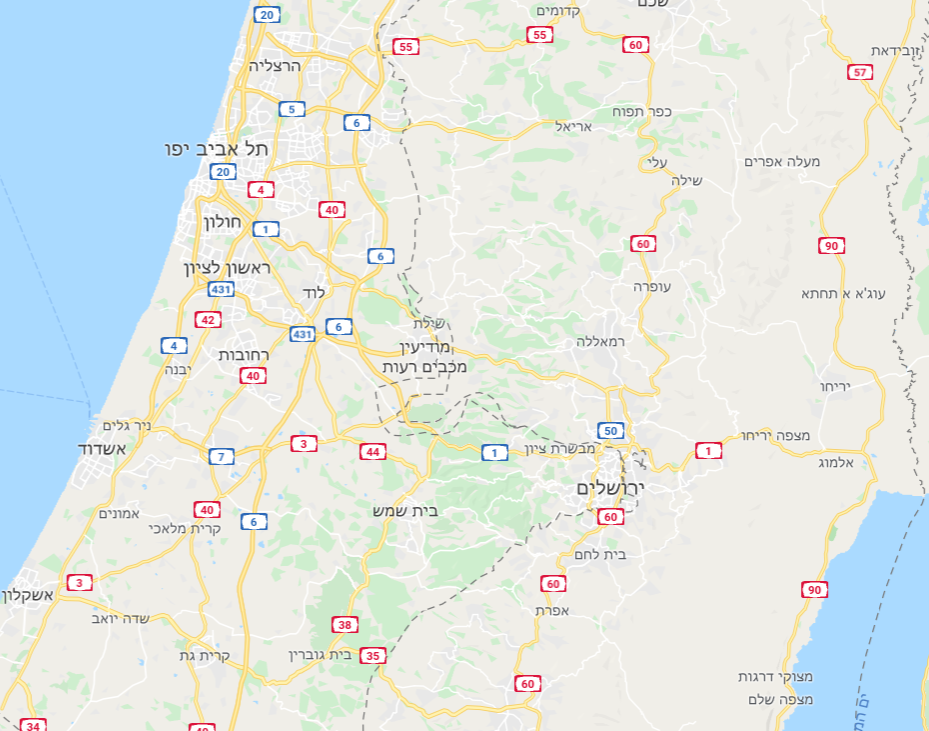 שכם
קדומים
20
60
55
55
זובידאת
הרצליה
57
5
כפר תפוח
6
אריאל
תל אביב יפו
עלי
מעלה אפרים
20
שילה
4
40
חולון
1
60
90
6
ראשון לציון
עופרה
431
לוד
עוג'א א תחתא
42
שילת
6
431
רמאללה
4
מודיעין
מכבים רעות
רחובות
יבנה
40
יריחו
ניר גלים
50
מצפה יריחו
3
אשדוד
מבשרת ציון
1
44
1
7
אלמוג
ירושלים
40
אמונים
בית שמש
60
6
קרית מלאכי
בית לחם
3
60
90
אשקלון
אפרת
שדה יואב
38
קרית גת
בית גוברין
35
מצוקי דרגות
60
מצפה שלם
34
40